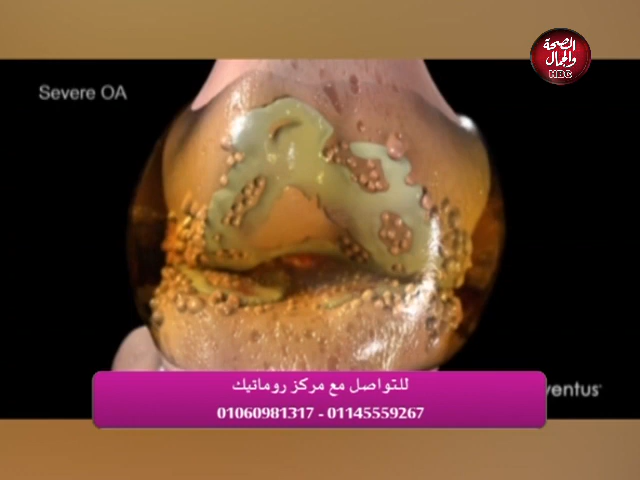 الصحة
والجمال
HBC
Severe OA
للتواصل مع مركز روماتيك
01060981317 - 01145559267
ventus